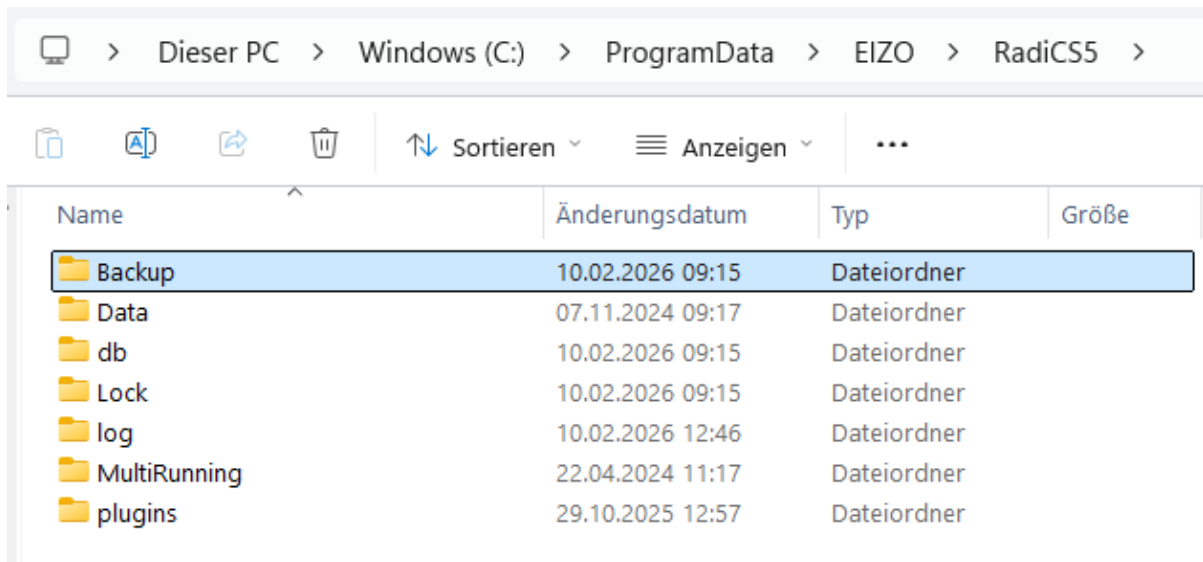 Dieser PC > Windows (C:) > ProgramData > EIZO > RadiCS5 >
Sortieren Anzeigen ...
Name Änderungsdatum Typ Größe
Backup 10.02.2026 09:15 Dateiordner
Data 07.11.2024 09:17 Dateiordner
db 10.02.2026 09:15 Dateiordner
Lock 10.02.2026 09:15 Dateiordner
log 10.02.2026 12:46 Dateiordner
MultiRunning 22.04.2024 11:17 Dateiordner
plugins 29.10.2025 12:57 Dateiordner